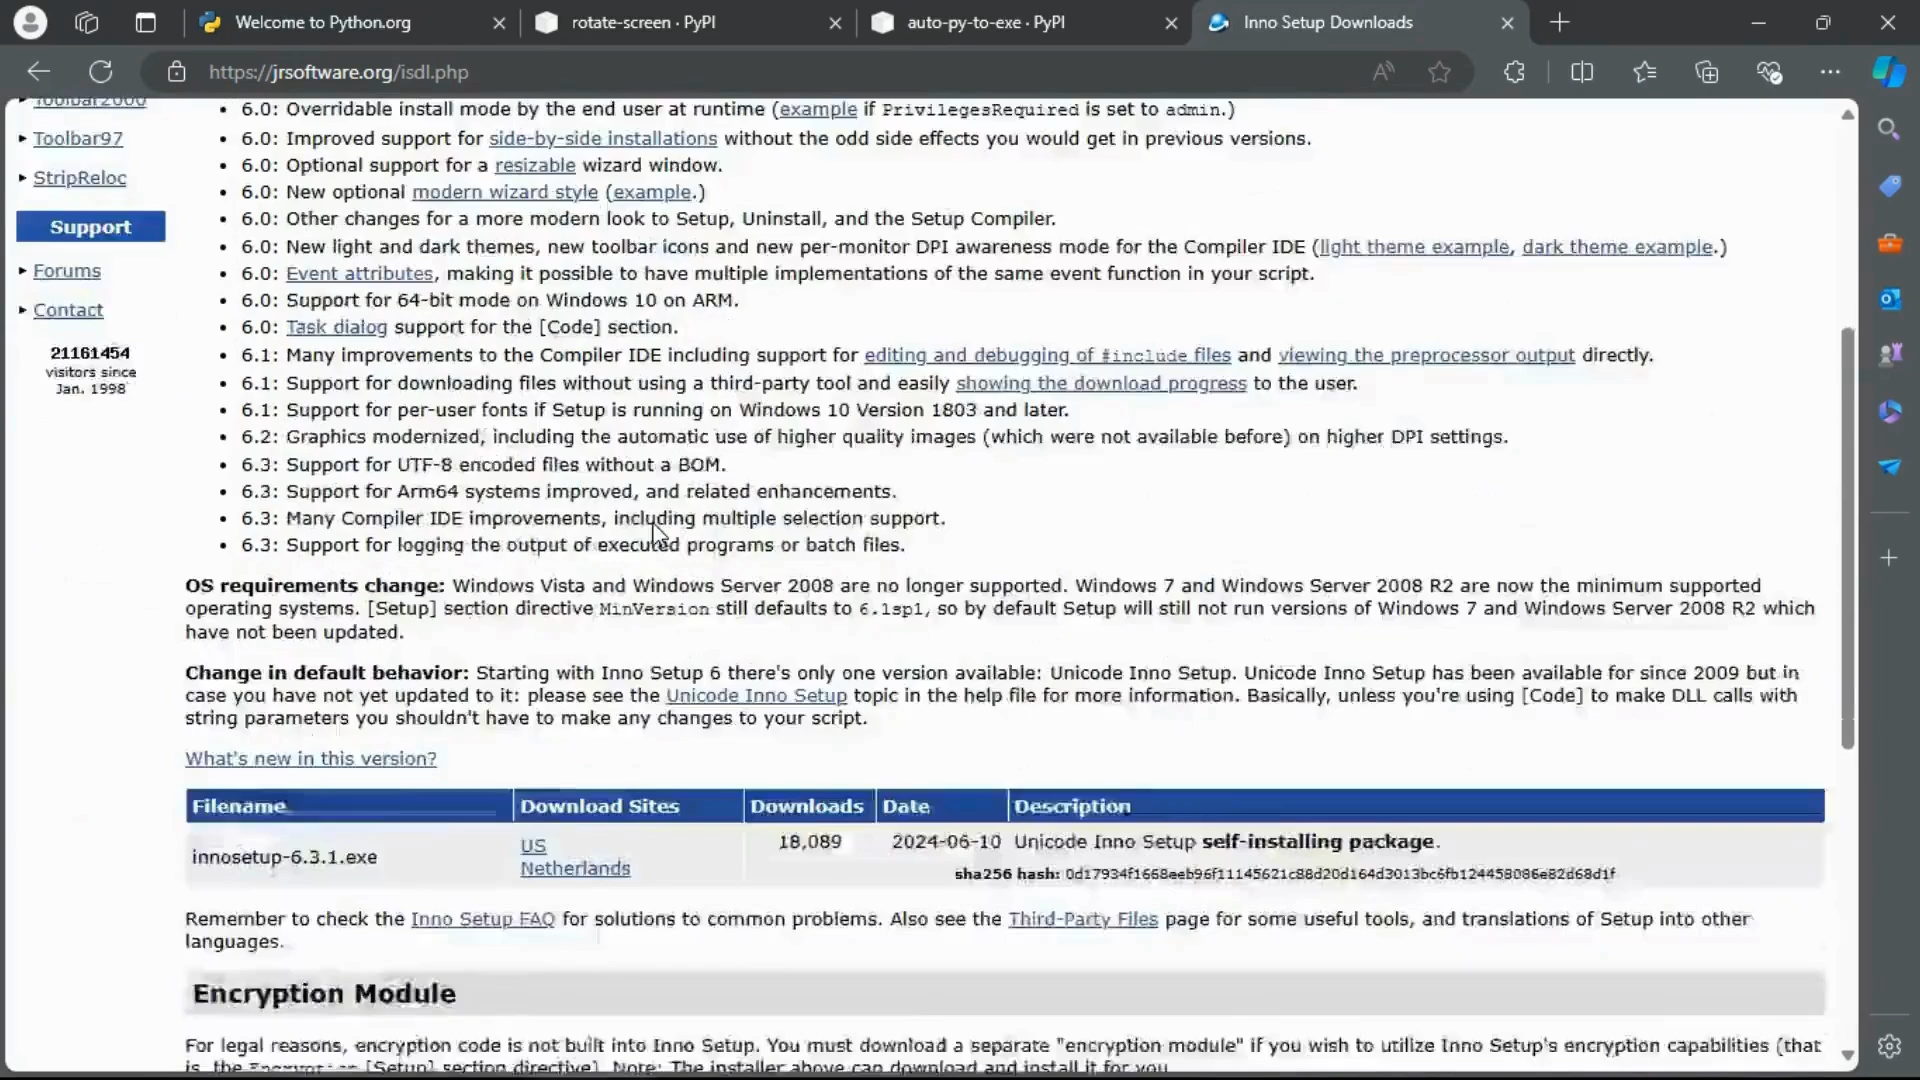 Welcome to Python.org
rotate-screen · PyPI
auto-py-to-exe · PyPI
Inno Setup Downloads
https://jrsoftware.org/isdl.php
Toolbar2000
Toolbar97
StripReloc
Support
Forums
Contact
21161454
visitors since
Jan. 1998
• 6.0: Overridable install mode by the end user at runtime (example if PrivilegesRequired is set to admin.)
• 6.0: Improved support for side-by-side installations without the odd side effects you would get in previous versions.
• 6.0: Optional support for a resizable wizard window.
• 6.0: New optional modern wizard style (example.)
• 6.0: Other changes for a more modern look to Setup, Uninstall, and the Setup Compiler.
• 6.0: New light and dark themes, new toolbar icons and new per-monitor DPI awareness mode for the Compiler IDE (light theme example, dark theme example.)
• 6.0: Event attributes, making it possible to have multiple implementations of the same event function in your script.
• 6.0: Support for 64-bit mode on Windows 10 on ARM.
• 6.0: Task dialog support for the [Code] section.
• 6.1: Many improvements to the Compiler IDE including support for editing and debugging of #include files and viewing the preprocessor output directly.
• 6.1: Support for downloading files without using a third-party tool and easily showing the download progress to the user.
• 6.1: Support for per-user fonts if Setup is running on Windows 10 Version 1803 and later.
• 6.2: Graphics modernized, including the automatic use of higher quality images (which were not available before) on higher DPI settings.
• 6.3: Support for UTF-8 encoded files without a BOM.
• 6.3: Support for Arm64 systems improved, and related enhancements.
• 6.3: Many Compiler IDE improvements, including multiple selection support.
• 6.3: Support for logging the output of executed programs or batch files.
OS requirements change: Windows Vista and Windows Server 2008 are no longer supported. Windows 7 and Windows Server 2008 R2 are now the minimum supported
operating systems. [Setup] section directive MinVersion still defaults to 6.1sp1, so by default Setup will still not run versions of Windows 7 and Windows Server 2008 R2 which
have not been updated.
Change in default behavior: Starting with Inno Setup 6 there's only one version available: Unicode Inno Setup. Unicode Inno Setup has been available for since 2009 but in
case you have not yet updated to it: please see the Unicode Inno Setup topic in the help file for more information. Basically, unless you're using [Code] to make DLL calls with
string parameters you shouldn't have to make any changes to your script.
What's new in this version?
Filename Download Sites Downloads Date Description
innosetup-6.3.1.exe US 18,089 2024-06-10 Unicode Inno Setup self-installing package.
Netherlands
sha256 hash: 0d17934f1668eeb96f11145621c88d20d164d3013bc6fb124458086e82d68d1f
Remember to check the Inno Setup FAQ for solutions to common problems. Also see the Third-Party Files page for some useful tools, and translations of Setup into other
languages.
Encryption Module
For legal reasons, encryption code is not built into Inno Setup. You must download a separate "encryption module" if you wish to utilize Inno Setup's encryption capabilities (that
is, the Encryption [Setup] section directive). Note: The installer above can download and install it for you.